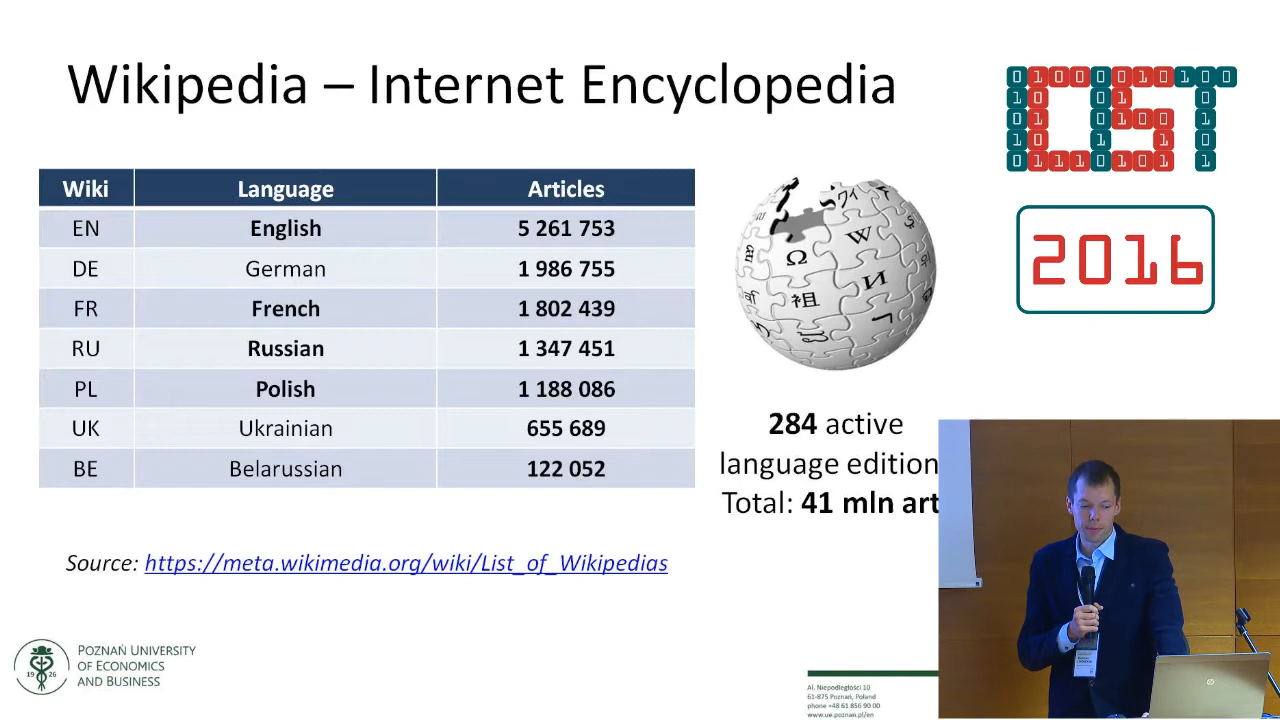 Wikipedia – Internet Encyclopedia
Wiki Language Articles
EN English 5 261 753
DE German 1 986 755
FR French 1 802 439
RU Russian 1 347 451
PL Polish 1 188 086
UK Ukrainian 655 689
BE Belarussian 122 052
Source: https://meta.wikimedia.org/wiki/List_of_Wikipedias
284 active
language edition
Total: 41 mln art
ICIST
2016
POZNAŃ UNIVERSITY
OF ECONOMICS
AND BUSINESS
19 26
Al. Niepodległości 10
61-875 Poznań, Poland
phone +48 61 856 90 00
www.ue.poznan.pl/en